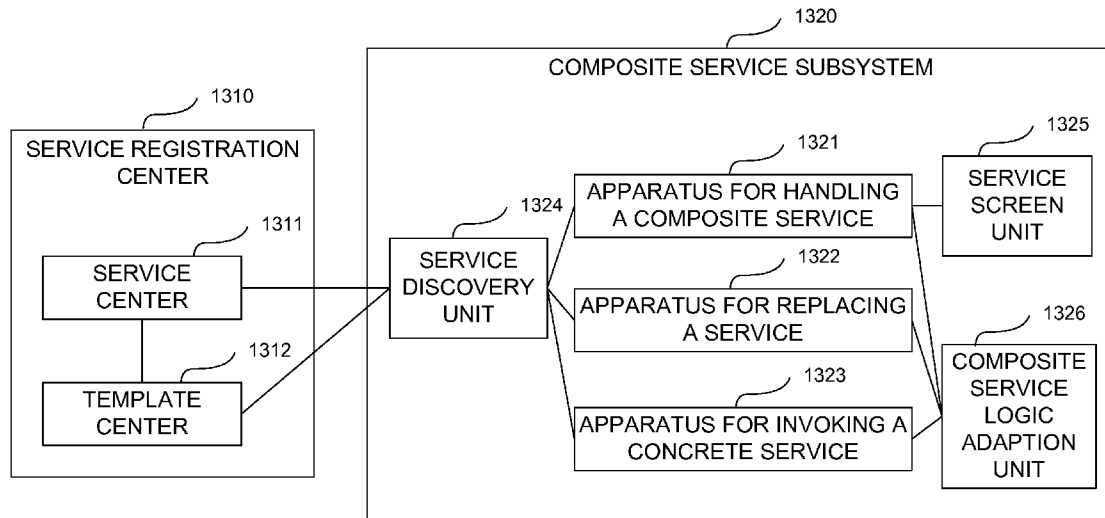 1320
COMPOSITE SERVICE SUBSYSTEM
1310
SERVICE REGISTRATION
CENTER
1311
SERVICE
CENTER
1312
TEMPLATE
CENTER
1324
SERVICE
DISCOVERY
UNIT
1321
APPARATUS FOR HANDLING
A COMPOSITE SERVICE
1322
APPARATUS FOR REPLACING
A SERVICE
1323
APPARATUS FOR INVOKING A
CONCRETE SERVICE
1325
SERVICE
SCREEN
UNIT
1326
COMPOSITE
SERVICE
LOGIC
ADAPTION
UNIT